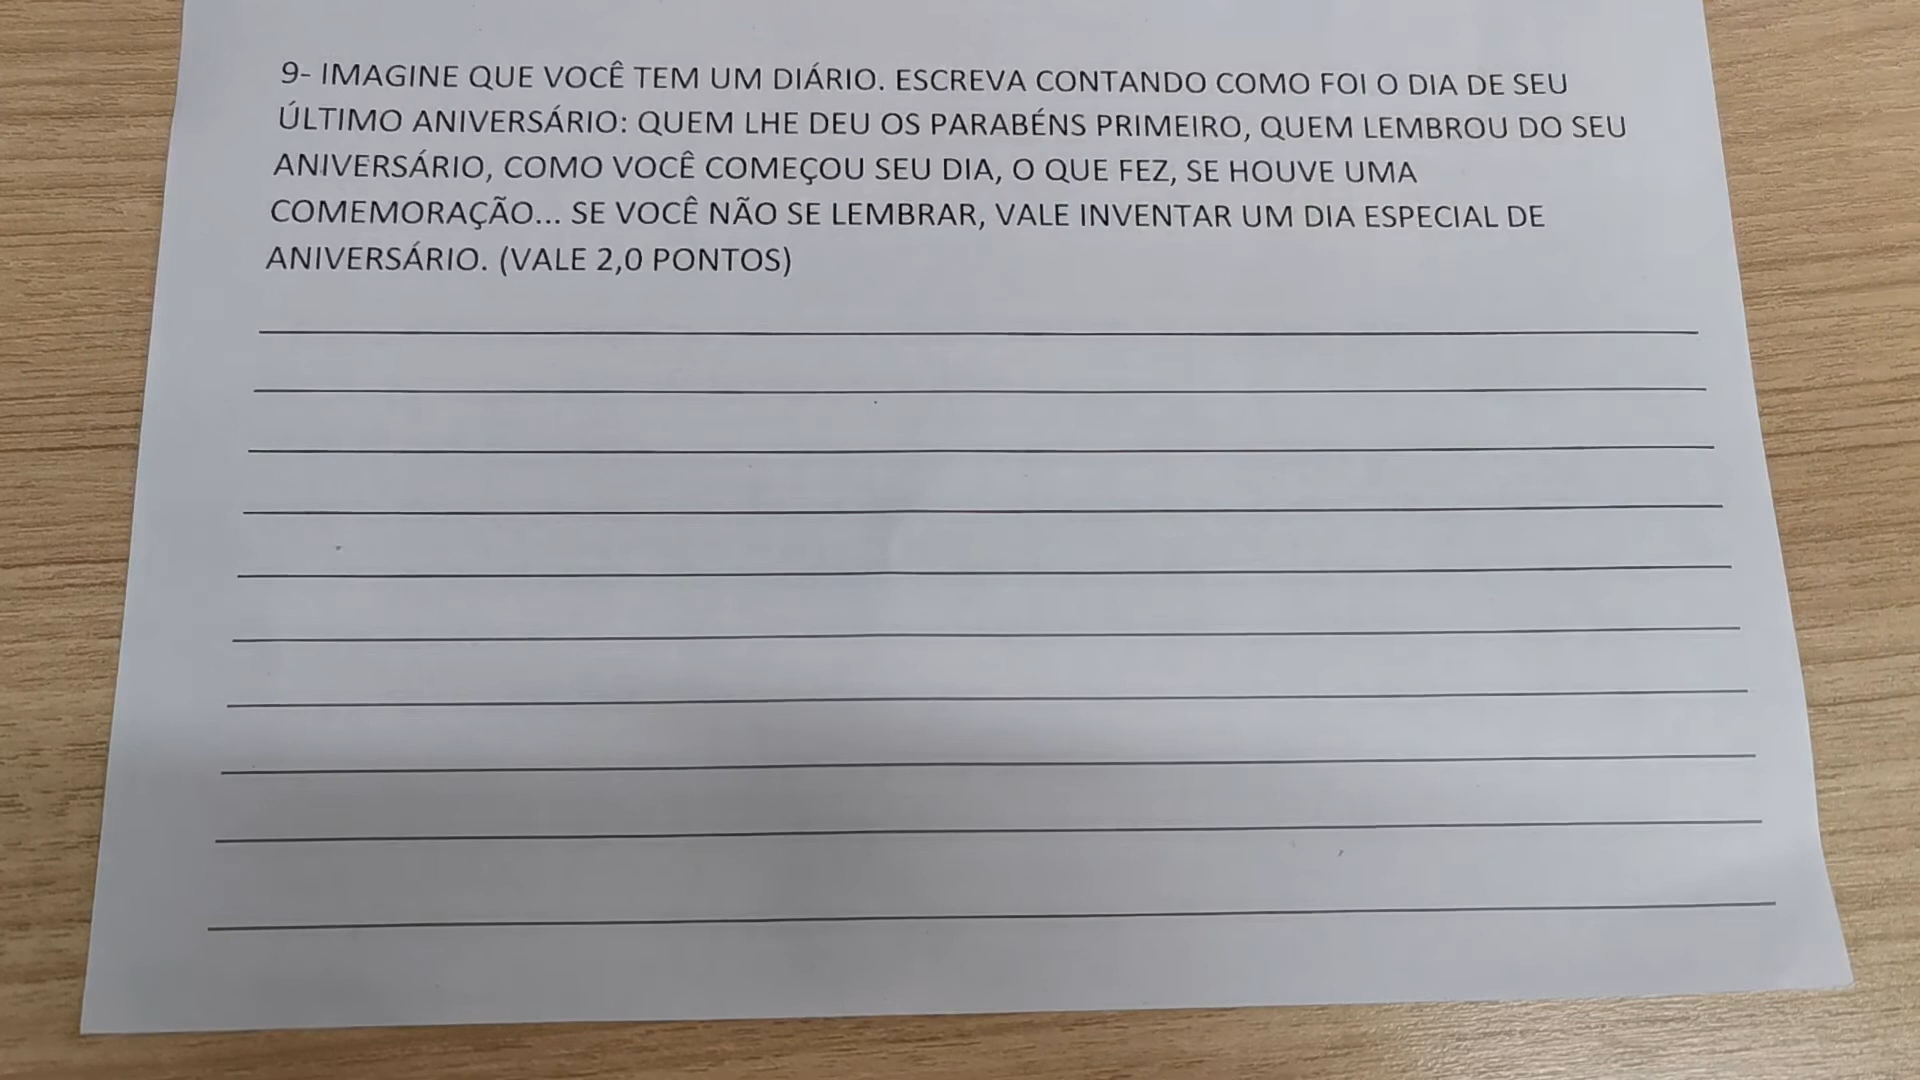 9- IMAGINE QUE VOCÊ TEM UM DIÁRIO. ESCREVA CONTANDO COMO FOI O DIA DE SEU
ÚLTIMO ANIVERSÁRIO: QUEM LHE DEU OS PARABÉNS PRIMEIRO, QUEM LEMBROU DO SEU
ANIVERSÁRIO, COMO VOCÊ COMEÇOU SEU DIA, O QUE FEZ, SE HOUVE UMA
COMEMORAÇÃO... SE VOCÊ NÃO SE LEMBRAR, VALE INVENTAR UM DIA ESPECIAL DE
ANIVERSÁRIO. (VALE 2,0 PONTOS)